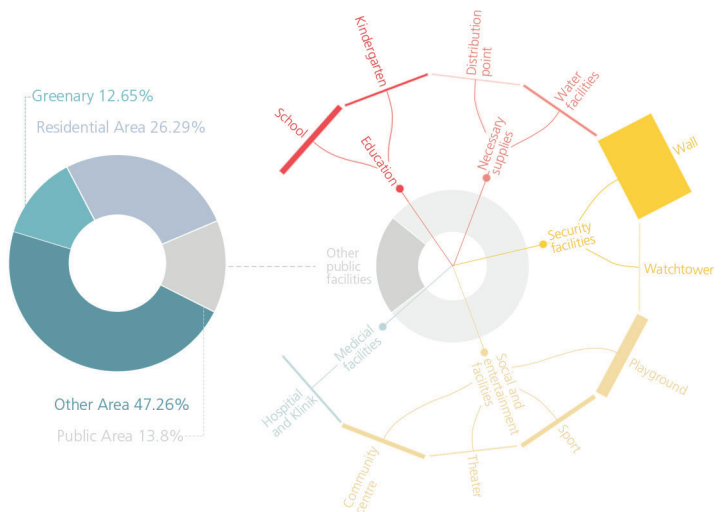 Greenary 12.65%
Residential Area 26.29%
Other Area 47.26%
Public Area 13.8%
Other
public
facilities
School
Kindergarten
Education
Distribution
point
Water
facilities
Necessary
supplies
Wall
Security
facilities
Watchtower
Playground
Social and
entertainment
facilities
Sport
Theater
Community
centre
Medicial
facilities
Hospitial
and Klinik